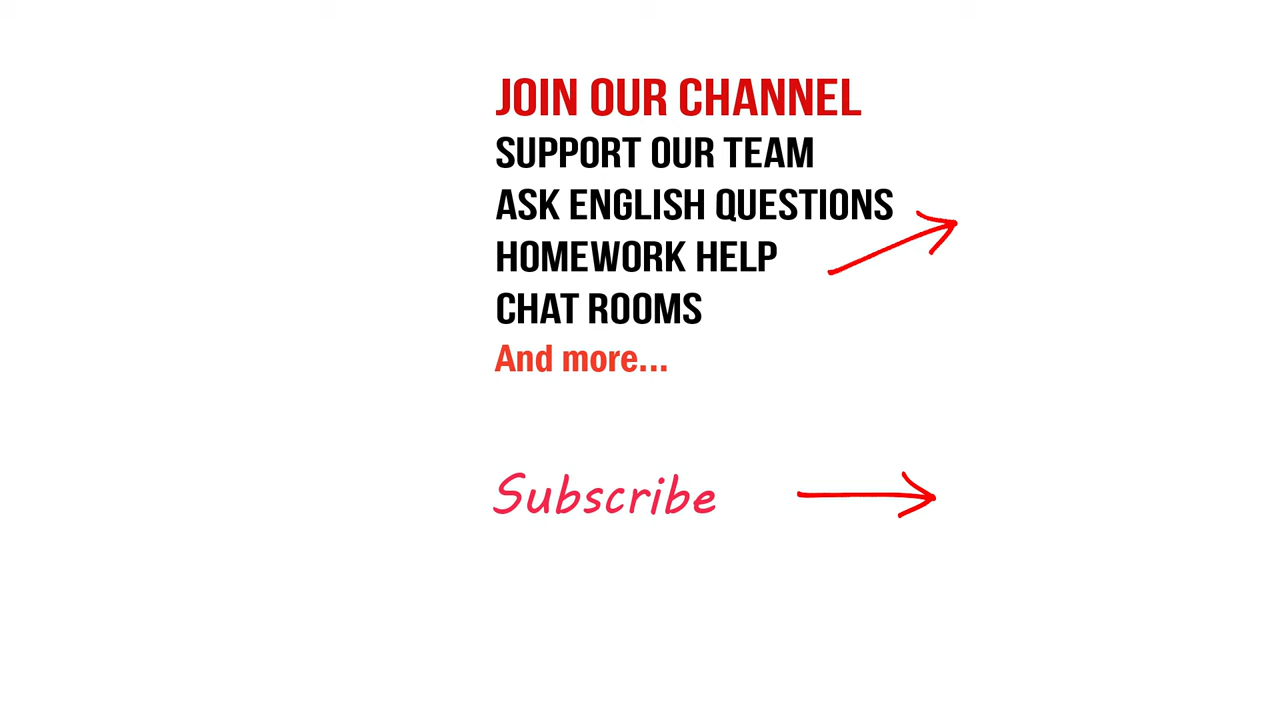 JOIN OUR CHANNEL
SUPPORT OUR TEAM
ASK ENGLISH QUESTIONS
HOMEWORK HELP
CHAT ROOMS
And more...
Subscribe